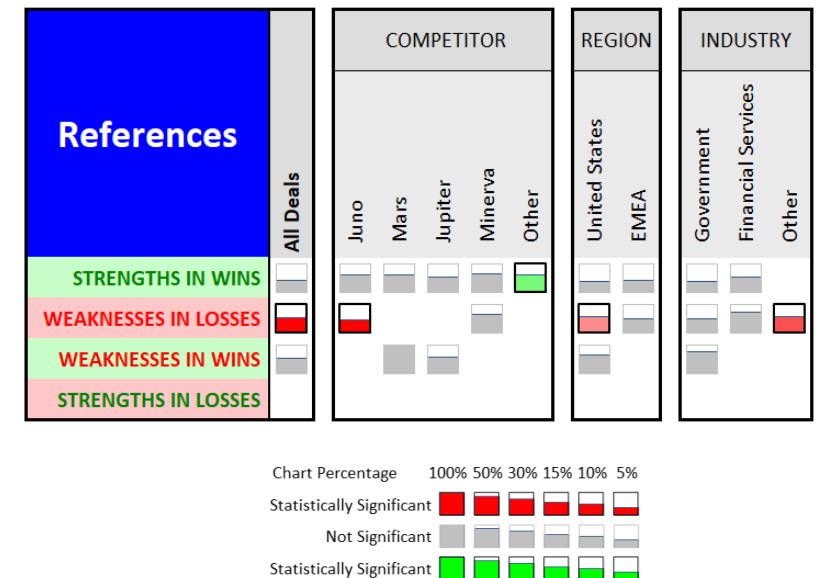 COMPETITOR REGION INDUSTRY
References
All Deals
Juno
Mars
Jupiter
Minerva
Other
United States
EMEA
Government
Financial Services
Other
STRENGTHS IN WINS
WEAKNESSES IN LOSSES
WEAKNESSES IN WINS
STRENGTHS IN LOSSES
Chart Percentage 100% 50% 30% 15% 10% 5%
Statistically Significant
Not Significant
Statistically Significant